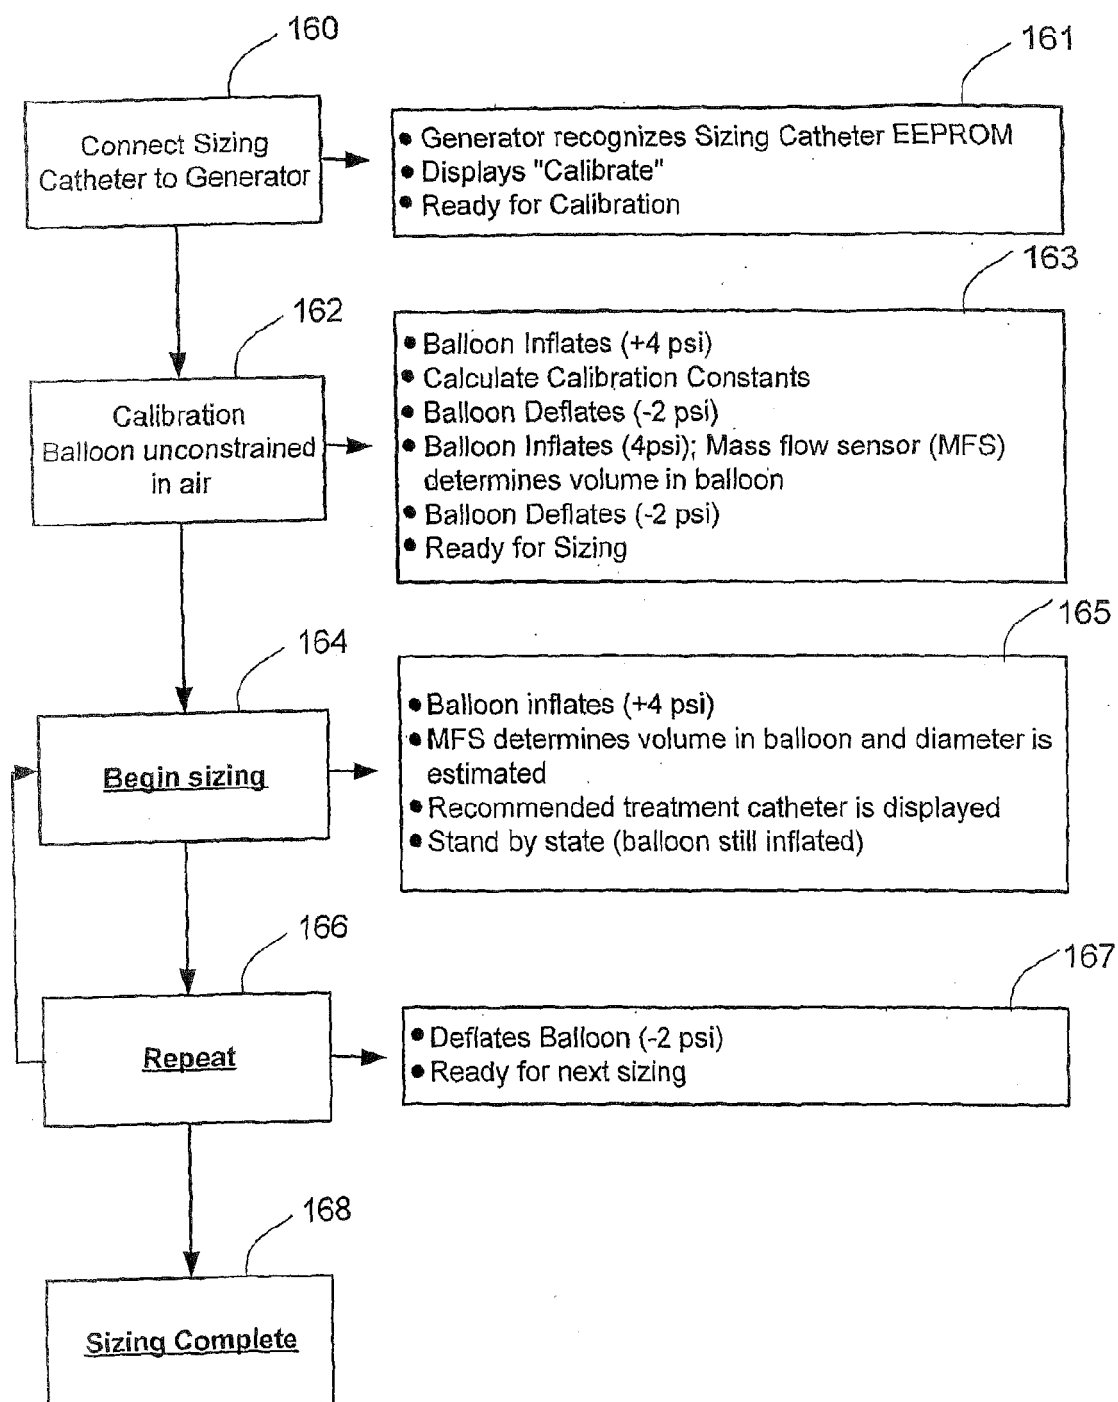 160
161
Connect Sizing
Catheter to Generator
• Generator recognizes Sizing Catheter EEPROM
• Displays "Calibrate"
• Ready for Calibration
162
163
Calibration
Balloon unconstrained
in air
• Balloon Inflates (+4 psi)
• Calculate Calibration Constants
• Balloon Deflates (-2 psi)
• Balloon Inflates (4psi); Mass flow sensor (MFS)
determines volume in balloon
• Balloon Deflates (-2 psi)
• Ready for Sizing
164
165
Begin sizing
• Balloon inflates (+4 psi)
• MFS determines volume in balloon and diameter is
estimated
• Recommended treatment catheter is displayed
• Stand by state (balloon still inflated)
166
167
Repeat
• Deflates Balloon (-2 psi)
• Ready for next sizing
168
Sizing Complete